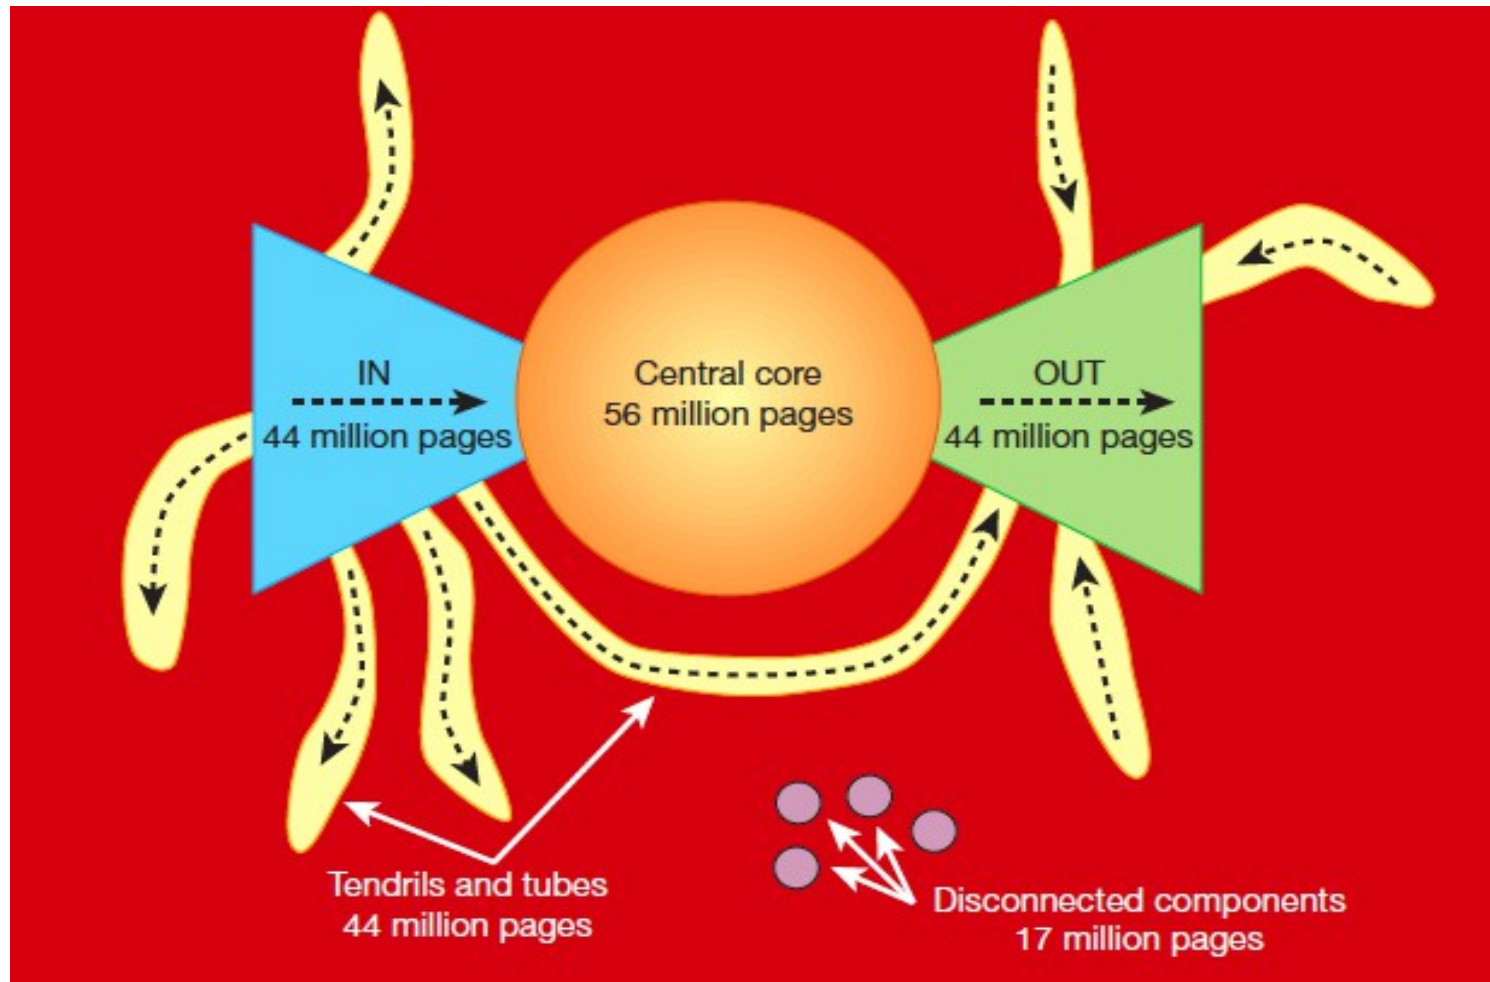 IN
44 million pages
Central core
56 million pages
OUT
44 million pages
Tendrils and tubes
44 million pages
Disconnected components
17 million pages